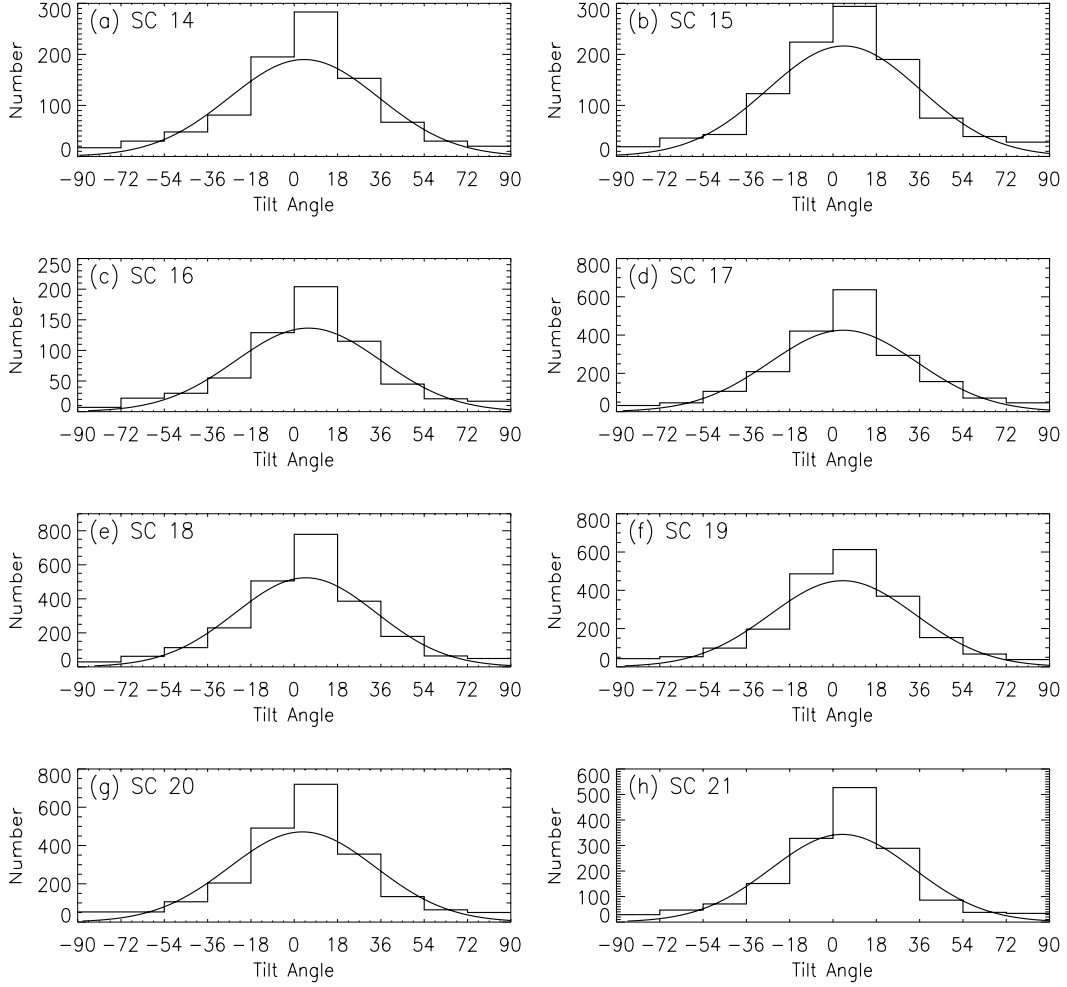 (a) SC 14
300
200
100
0
Number
−90 −72 −54 −36 −18 0 18 36 54 72 90
Tilt Angle
(b) SC 15
300
200
100
0
Number
−90 −72 −54 −36 −18 0 18 36 54 72 90
Tilt Angle
(c) SC 16
250
200
150
100
50
0
Number
−90 −72 −54 −36 −18 0 18 36 54 72 90
Tilt Angle
(d) SC 17
800
600
400
200
0
Number
−90 −72 −54 −36 −18 0 18 36 54 72 90
Tilt Angle
(e) SC 18
800
600
400
200
0
Number
−90 −72 −54 −36 −18 0 18 36 54 72 90
Tilt Angle
(f) SC 19
800
600
400
200
0
Number
−90 −72 −54 −36 −18 0 18 36 54 72 90
Tilt Angle
(g) SC 20
800
600
400
200
0
Number
−90 −72 −54 −36 −18 0 18 36 54 72 90
Tilt Angle
(h) SC 21
600
500
400
300
200
100
0
Number
−90 −72 −54 −36 −18 0 18 36 54 72 90
Tilt Angle